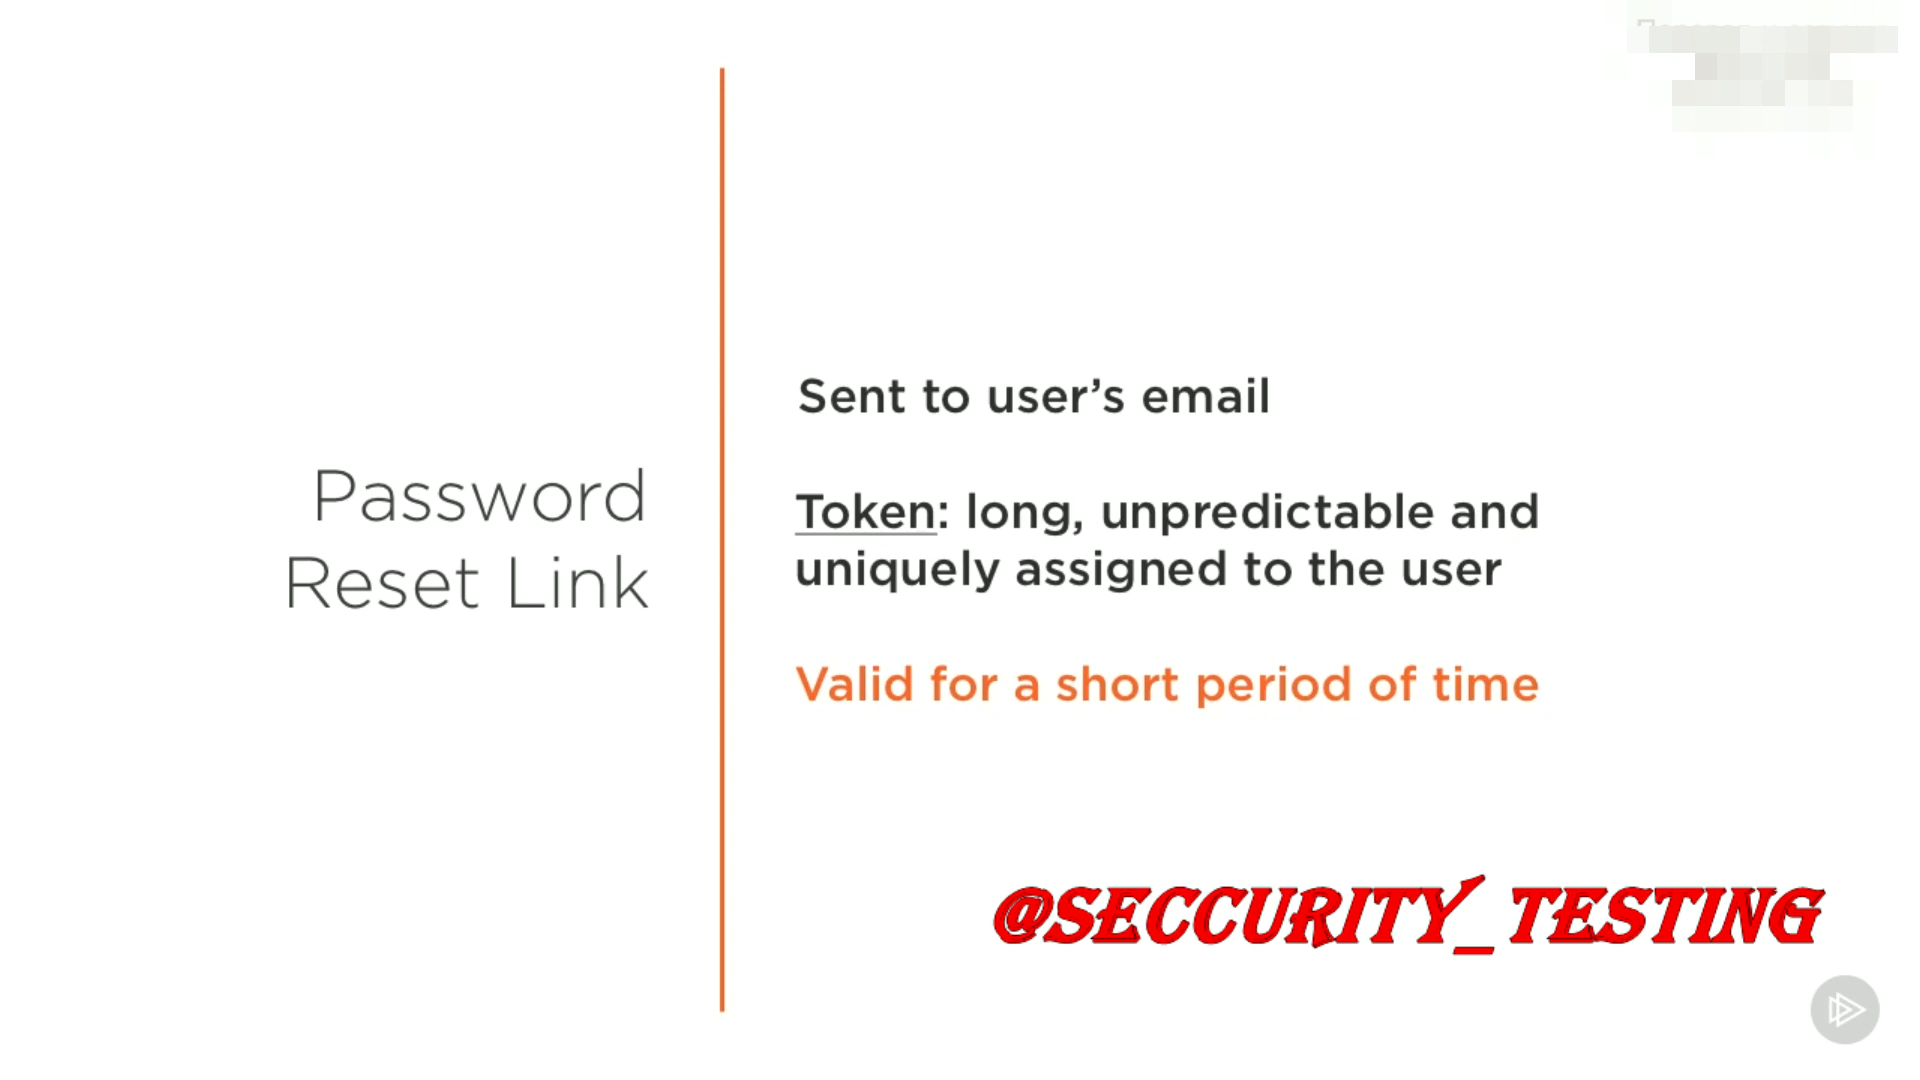 Password
Reset Link
Sent to user’s email
Token: long, unpredictable and
uniquely assigned to the user
Valid for a short period of time
@SECCURITY_TESTING